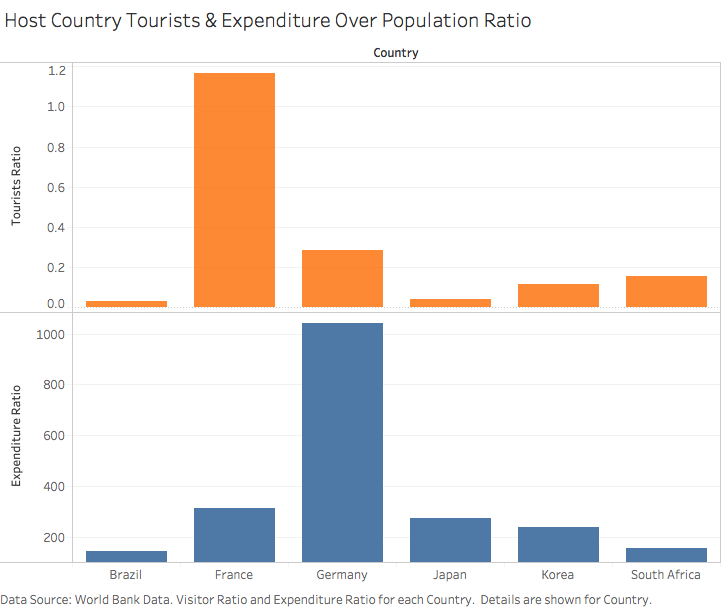 Host Country Tourists & Expenditure Over Population Ratio
Country
Tourists Ratio
1.2
1.0
0.8
0.6
0.4
0.2
0.0
Expenditure Ratio
1000
800
600
400
200
Brazil France Germany Japan Korea South Africa
Data Source: World Bank Data. Visitor Ratio and Expenditure Ratio for each Country. Details are shown for Country.